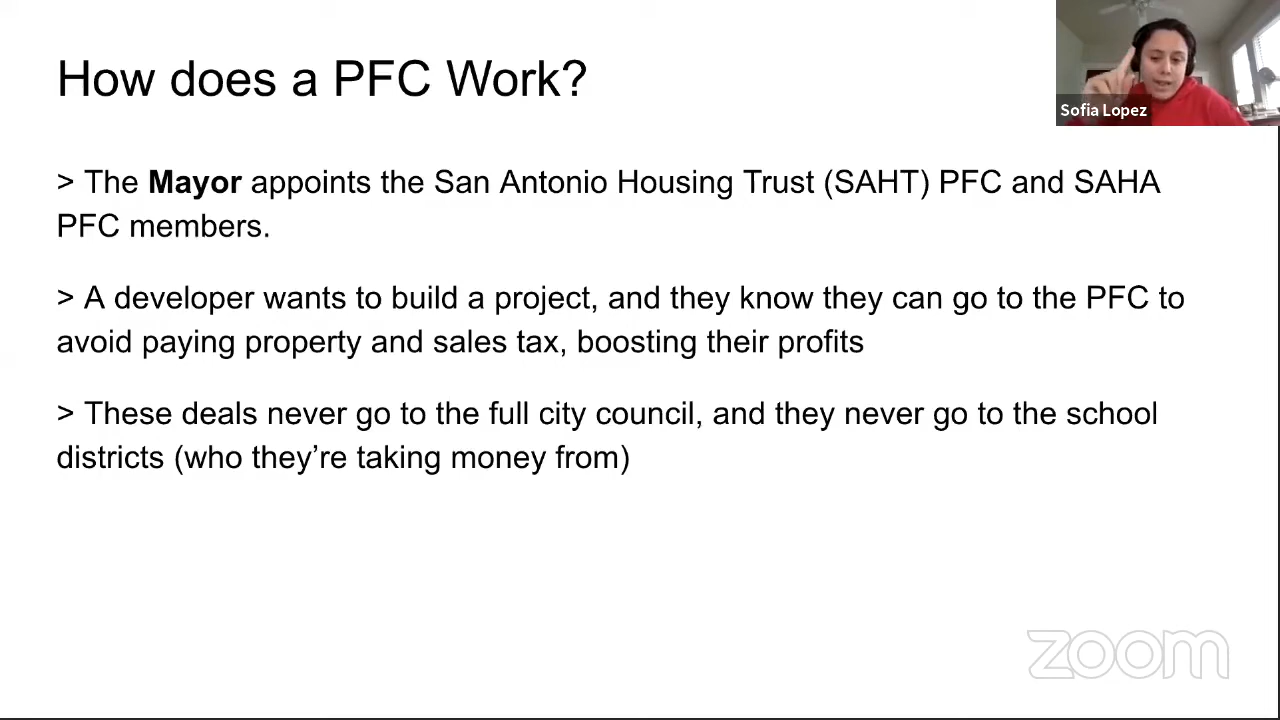 How does a PFC Work?
Sofia Lopez
> The Mayor appoints the San Antonio Housing Trust (SAHT) PFC and SAHA
PFC members.
> A developer wants to build a project, and they know they can go to the PFC to
avoid paying property and sales tax, boosting their profits
> These deals never go to the full city council, and they never go to the school
districts (who they’re taking money from)
zoom